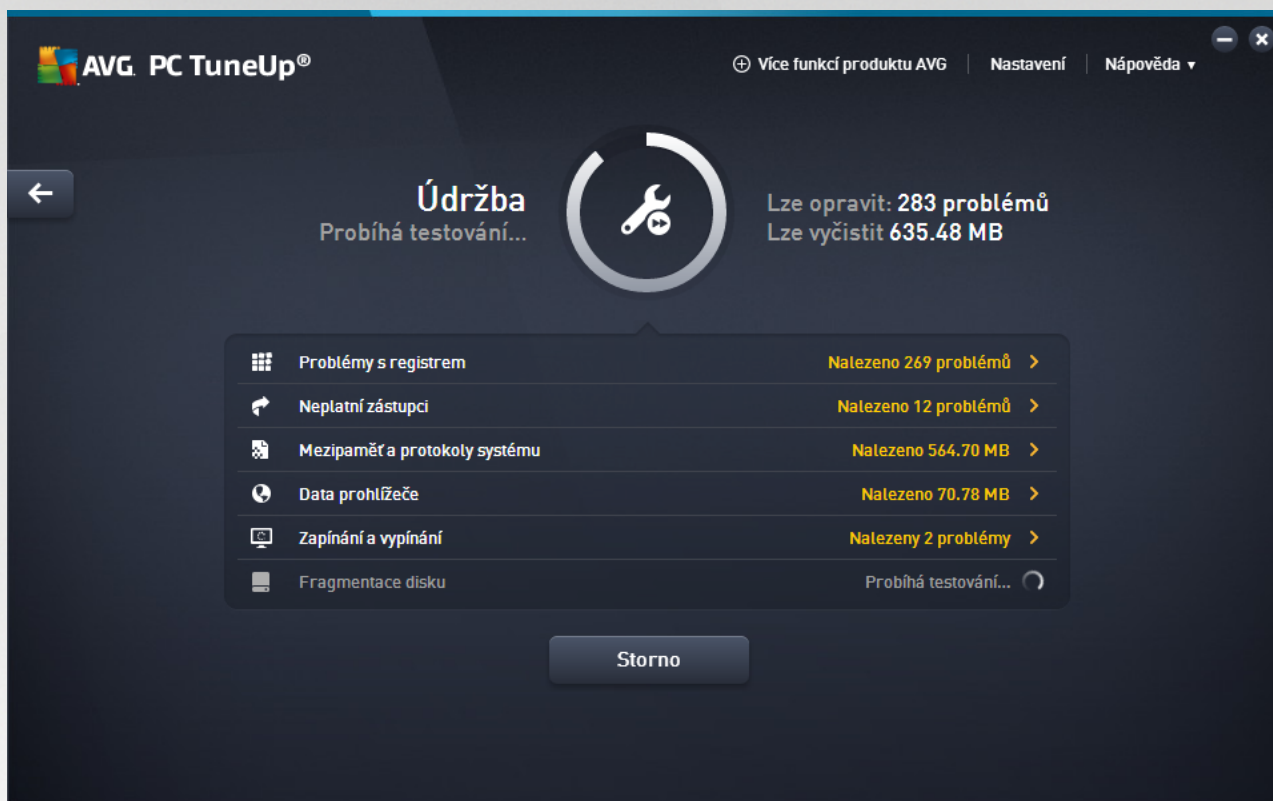 AVG. PC TuneUp®
Více funkcí produktu AVG
Nastavení
Nápověda
Údržba
Probíhá testování...
Lze opravit: 283 problémů
Lze vyčistit 635.48 MB
Problémy s registrem Nalezeno 269 problémů
Neplatní zástupci Nalezeno 12 problémů
Mezipaměť a protokoly systému Nalezeno 564.70 MB
Data prohlížeče Nalezeno 70.78 MB
Zapínání a vypínání Nalezeny 2 problémy
Fragmentace disku Probíhá testování...
Storno